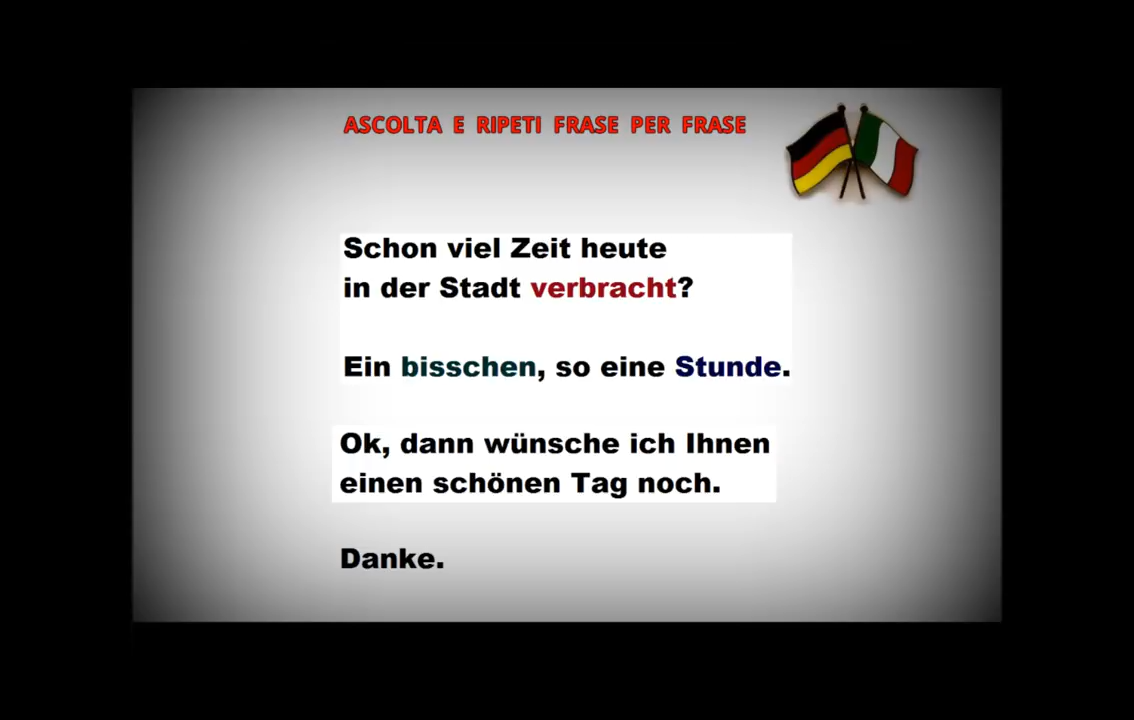 ASCOLTA E RIPETI FRASE PER FRASE
Schon viel Zeit heute
in der Stadt verbracht?
Ein bisschen, so eine Stunde.
Ok, dann wünsche ich Ihnen
einen schönen Tag noch.
Danke.